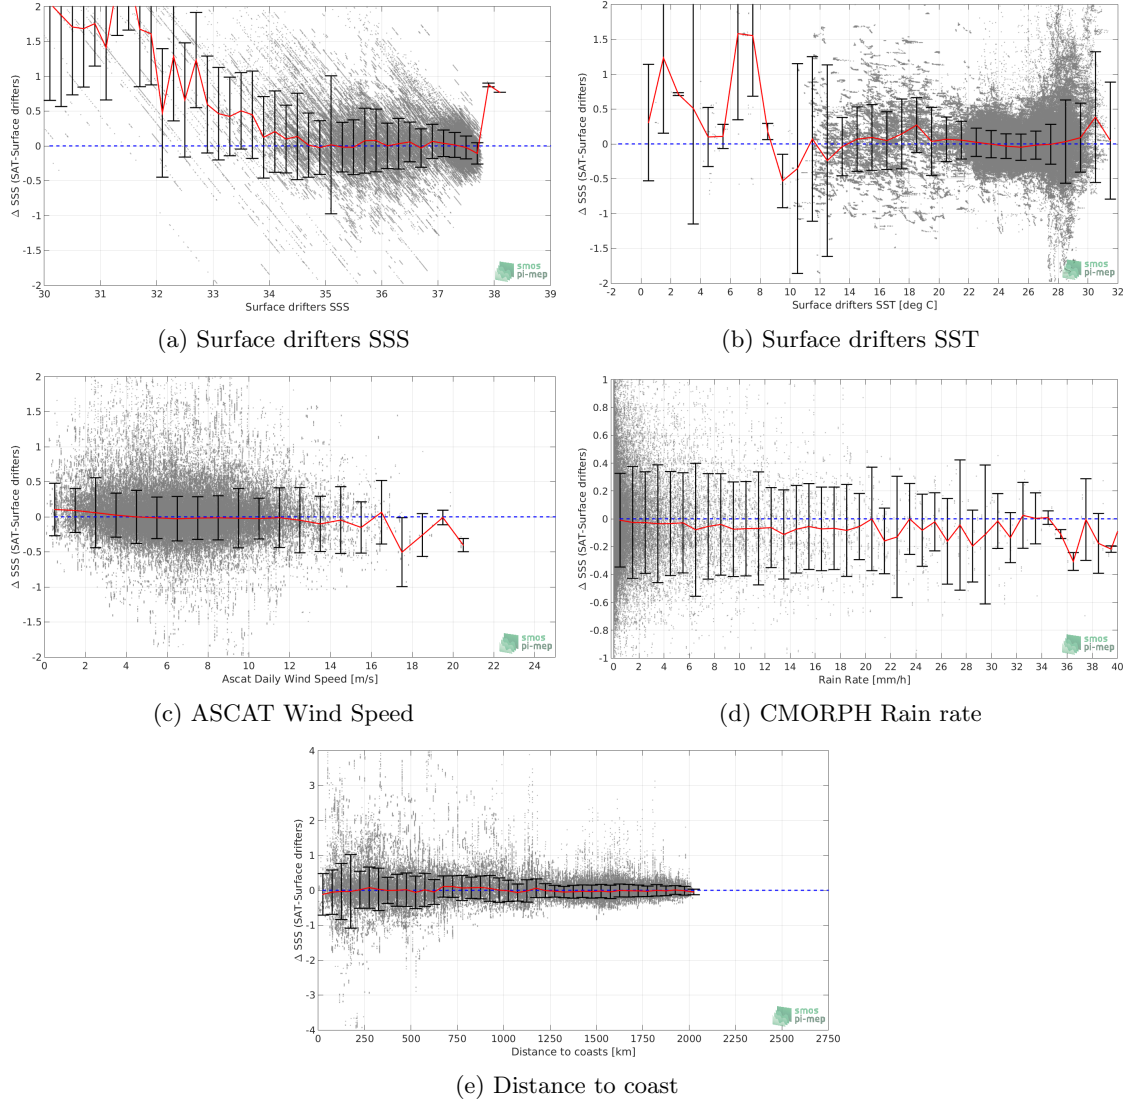 Δ SSS (SAT-Surface drifters)
2
1.5
1
0.5
0
-0.5
-1
-1.5
-2
30 31 32 33 34 35 36 37 38 39
Surface drifters SSS
smos
pi-mep
(a) Surface drifters SSS
Δ SSS (SAT-Surface drifters)
2
1.5
1
0.5
0
-0.5
-1
-1.5
-2
-2 0 2 4 6 8 10 12 14 16 18 20 22 24 26 28 30 32
Surface drifters SST [deg C]
smos
pi-mep
(b) Surface drifters SST
Δ SSS (SAT-Surface drifters)
2
1.5
1
0.5
0
-0.5
-1
-1.5
-2
0 2 4 6 8 10 12 14 16 18 20 22 24
Ascat Daily Wind Speed [m/s]
smos
pi-mep
(c) ASCAT Wind Speed
Δ SSS (SAT-Surface drifters)
1
0.8
0.6
0.4
0.2
0
-0.2
-0.4
-0.6
-0.8
-1
0 2 4 6 8 10 12 14 16 18 20 22 24 26 28 30 32 34 36 38 40
Rain Rate [mm/h]
smos
pi-mep
(d) CMORPH Rain rate
Δ SSS (SAT-Surface drifters)
4
3
2
1
0
-1
-2
-3
-4
0 250 500 750 1000 1250 1500 1750 2000 2250 2500 2750
Distance to coasts [km]
smos
pi-mep
(e) Distance to coast